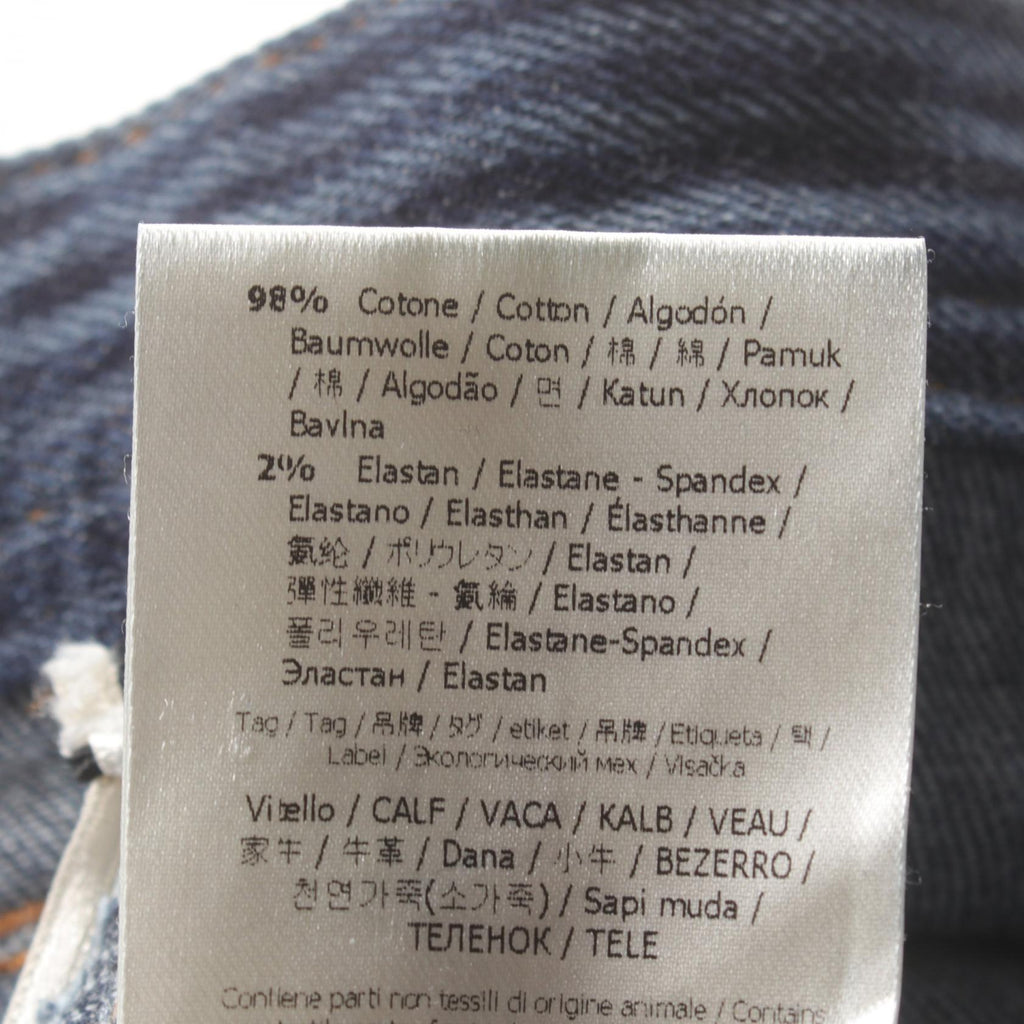 98% Cotone / Cotton / Algodón /
Baumwolle / Coton / 棉 / 綿 / Pamuk
/ 棉 / Algodão / 면 / Katun / Хлопок /
Bavlna
2% Elastan / Elastane - Spandex /
Elastano / Elasthan / Élasthanne /
氨纶 / ポリウレタン / Elastan /
彈性纖維 - 氨綸 / Elastano /
폴리우레탄 / Elastane-Spandex /
Эластан / Elastan
Tag / Tag / 吊牌 / タグ / etiket / 吊牌 / Etiqueta / 택 /
Label / Экологический мех / Visačka
Vitello / CALF / VACA / KALB / VEAU /
家牛 / 牛革 / Dana / 小牛 / BEZERRO /
천연가죽(소가죽) / Sapi muda /
ТЕЛЕНОК / TELE
Contiene parti non tessili di origine animale / Contains